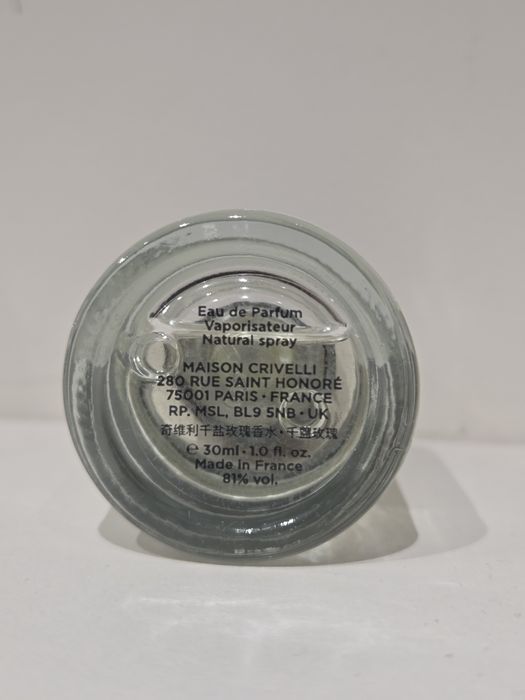 Eau de Parfum
Vaporisateur
Natural spray
MAISON CRIVELLI
280 RUE SAINT HONORÉ
75001 PARIS • FRANCE
RP. MSL, BL9 5NB • UK
奇维利千盐玫瑰香水・千鹽玫瑰
℮ 30ml • 1.0 fl. oz.
Made in France
81% vol.